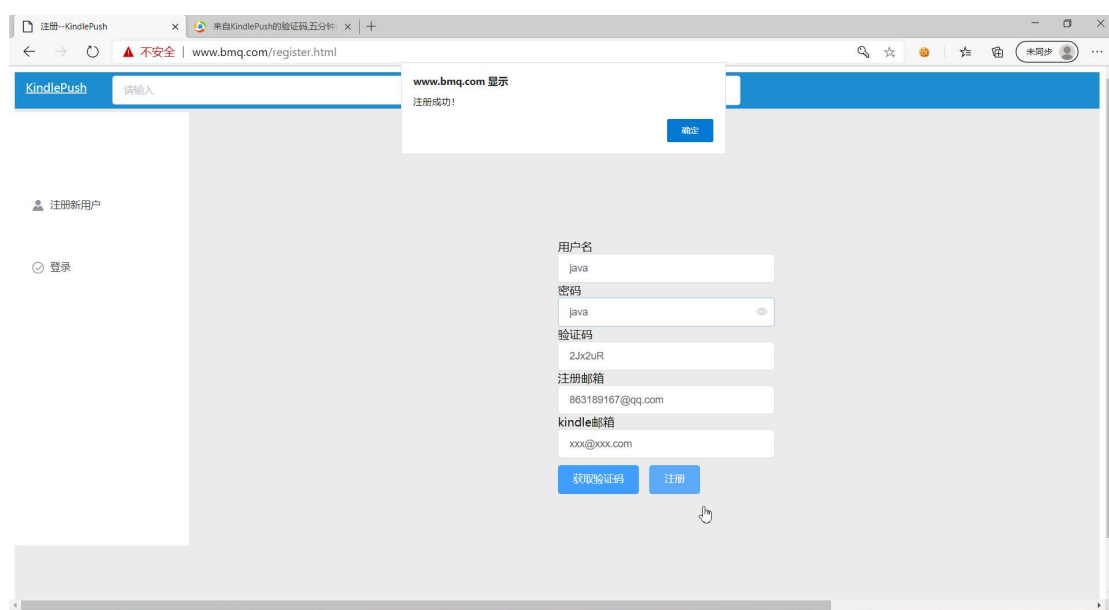 注册--KindlePush
来自KindlePush的验证码,五分钟
不安全 www.bmq.com/register.html
未同步
KindlePush
请输入
www.bmq.com 显示
注册成功!
确定
注册新用户
登录
用户名
java
密码
java
验证码
2Jx2uR
注册邮箱
863189167@qq.com
kindle邮箱
xxx@xxx.com
获取验证码 注册